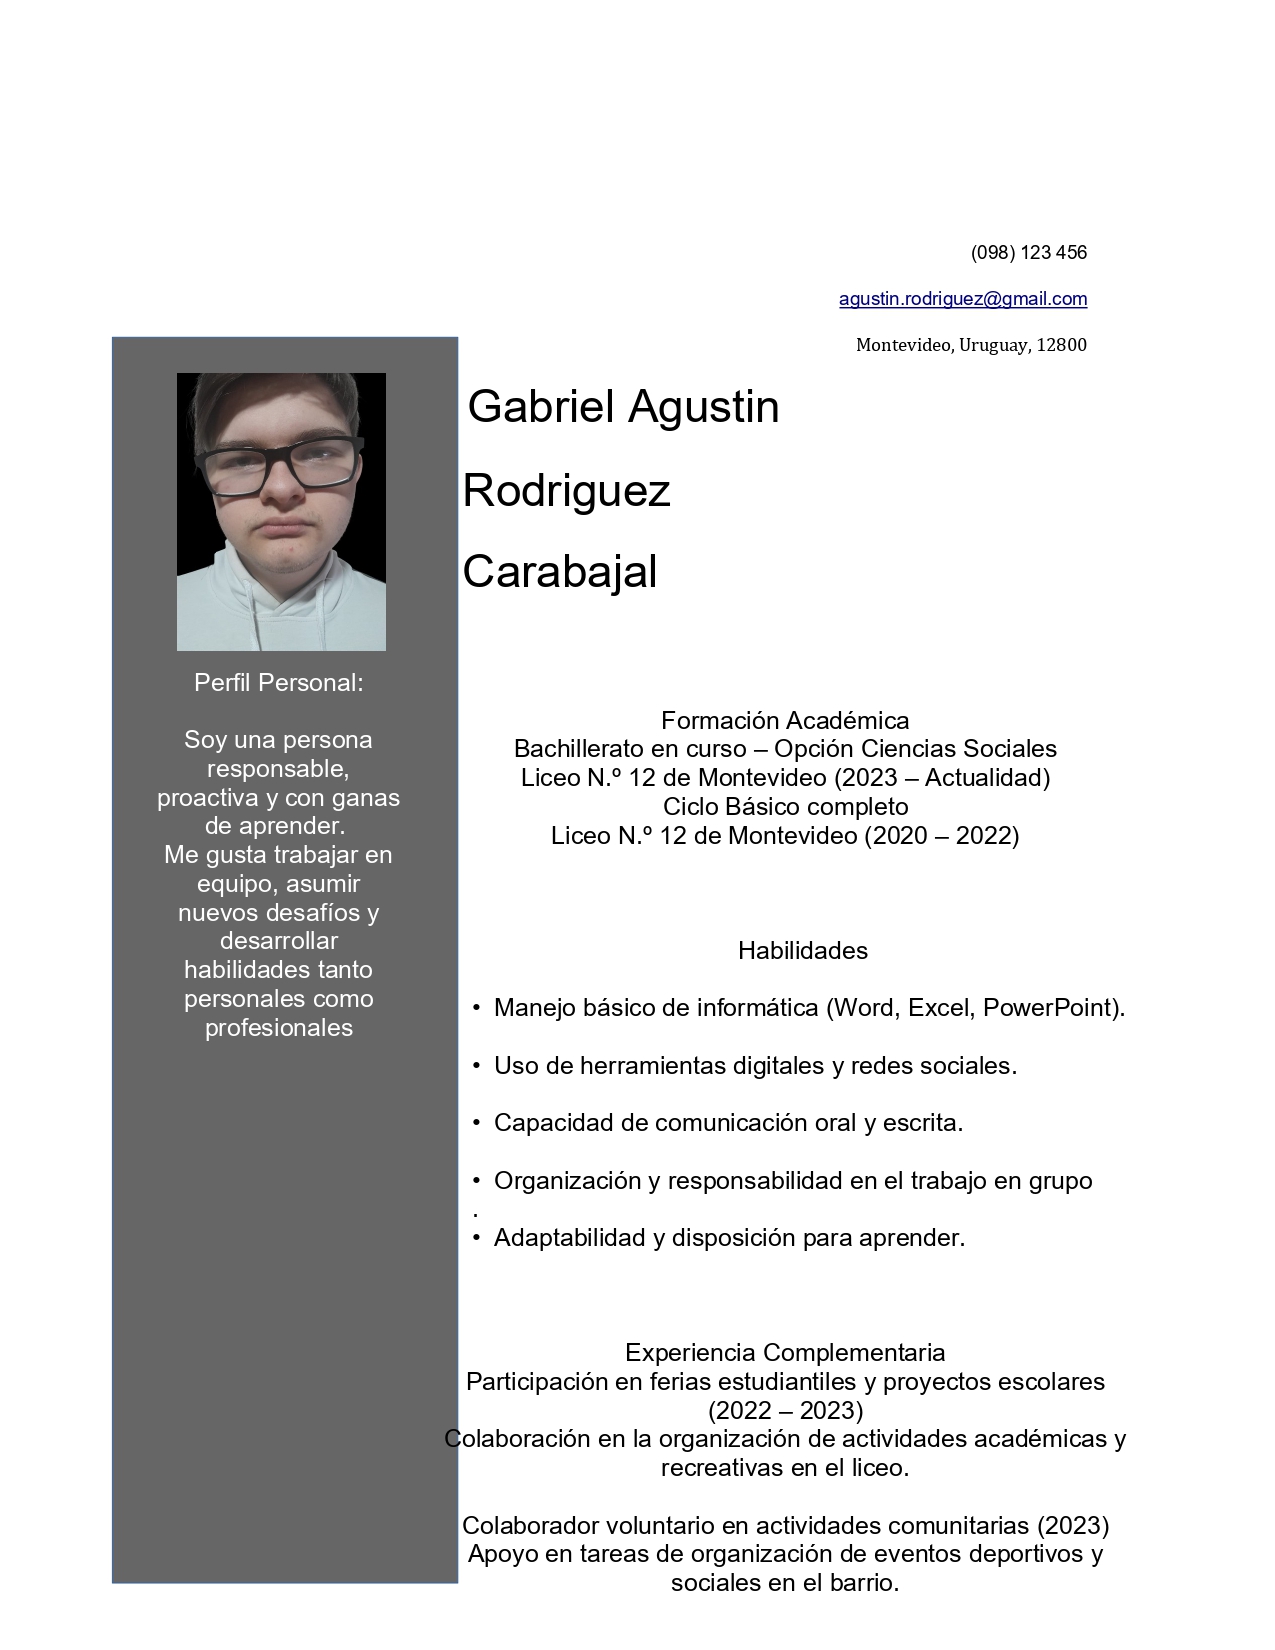 (098) 123 456
agustin.rodriguez@gmail.com
Montevideo, Uruguay, 12800
Gabriel Agustin
Rodriguez
Carabajal
Perfil Personal:
Soy una persona
responsable,
proactiva y con ganas
de aprender.
Me gusta trabajar en
equipo, asumir
nuevos desafíos y
desarrollar
habilidades tanto
personales como
profesionales
Formación Académica
Bachillerato en curso – Opción Ciencias Sociales
Liceo N.º 12 de Montevideo (2023 – Actualidad)
Ciclo Básico completo
Liceo N.º 12 de Montevideo (2020 – 2022)
Habilidades
• Manejo básico de informática (Word, Excel, PowerPoint).
• Uso de herramientas digitales y redes sociales.
• Capacidad de comunicación oral y escrita.
• Organización y responsabilidad en el trabajo en grupo
.
• Adaptabilidad y disposición para aprender.
Experiencia Complementaria
Participación en ferias estudiantiles y proyectos escolares
(2022 – 2023)
Colaboración en la organización de actividades académicas y
recreativas en el liceo.
Colaborador voluntario en actividades comunitarias (2023)
Apoyo en tareas de organización de eventos deportivos y
sociales en el barrio.